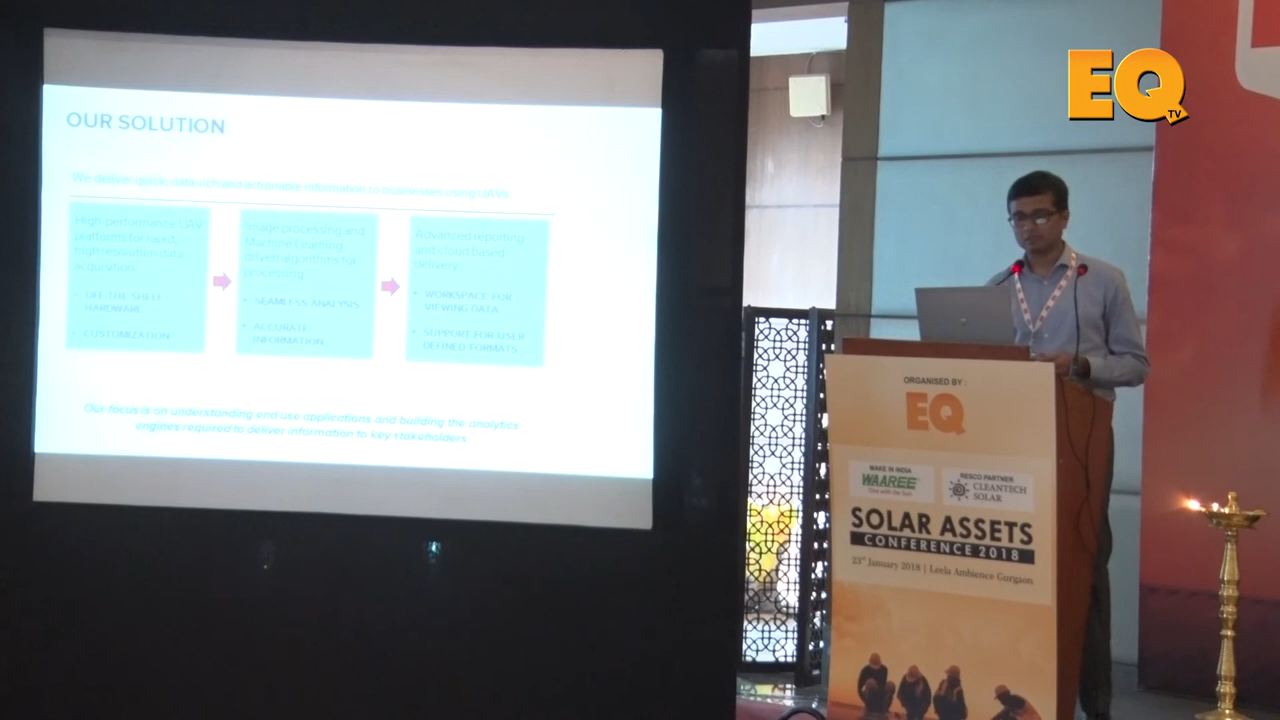 OUR SOLUTION
We deliver quick, data-rich and actionable information to businesses using UAVs
High-performance UAV
platforms for rapid,
high resolution data
acquisition
• OFF-THE SHELF
HARDWARE
• CUSTOMIZATION
Image processing and
Machine Learning
driven algorithms for
processing
• SEAMLESS ANALYSIS
• ACCURATE
INFORMATION
Advanced reporting
and cloud based
delivery
• WORKSPACE FOR
VIEWING DATA
• SUPPORT FOR USER
DEFINED FORMATS
Our focus is on understanding end use applications and building the analytics
engines required to deliver information to key stakeholders
EQ
TV
ORGANISED BY :
EQ
MAKE IN INDIA
WAAREE
One with the Sun
RESCO PARTNER
CLEANTECH
SOLAR
SOLAR ASSETS
CONFERENCE 2018
23rd January 2018 | Leela Ambience Gurgaon